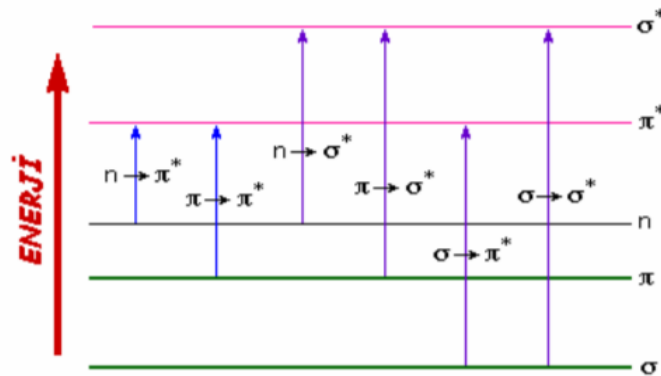 σ*
π*
n → π*
n → σ*
π → π*
π → σ*
σ → σ*
n
σ → π*
π
σ
ENERJİ